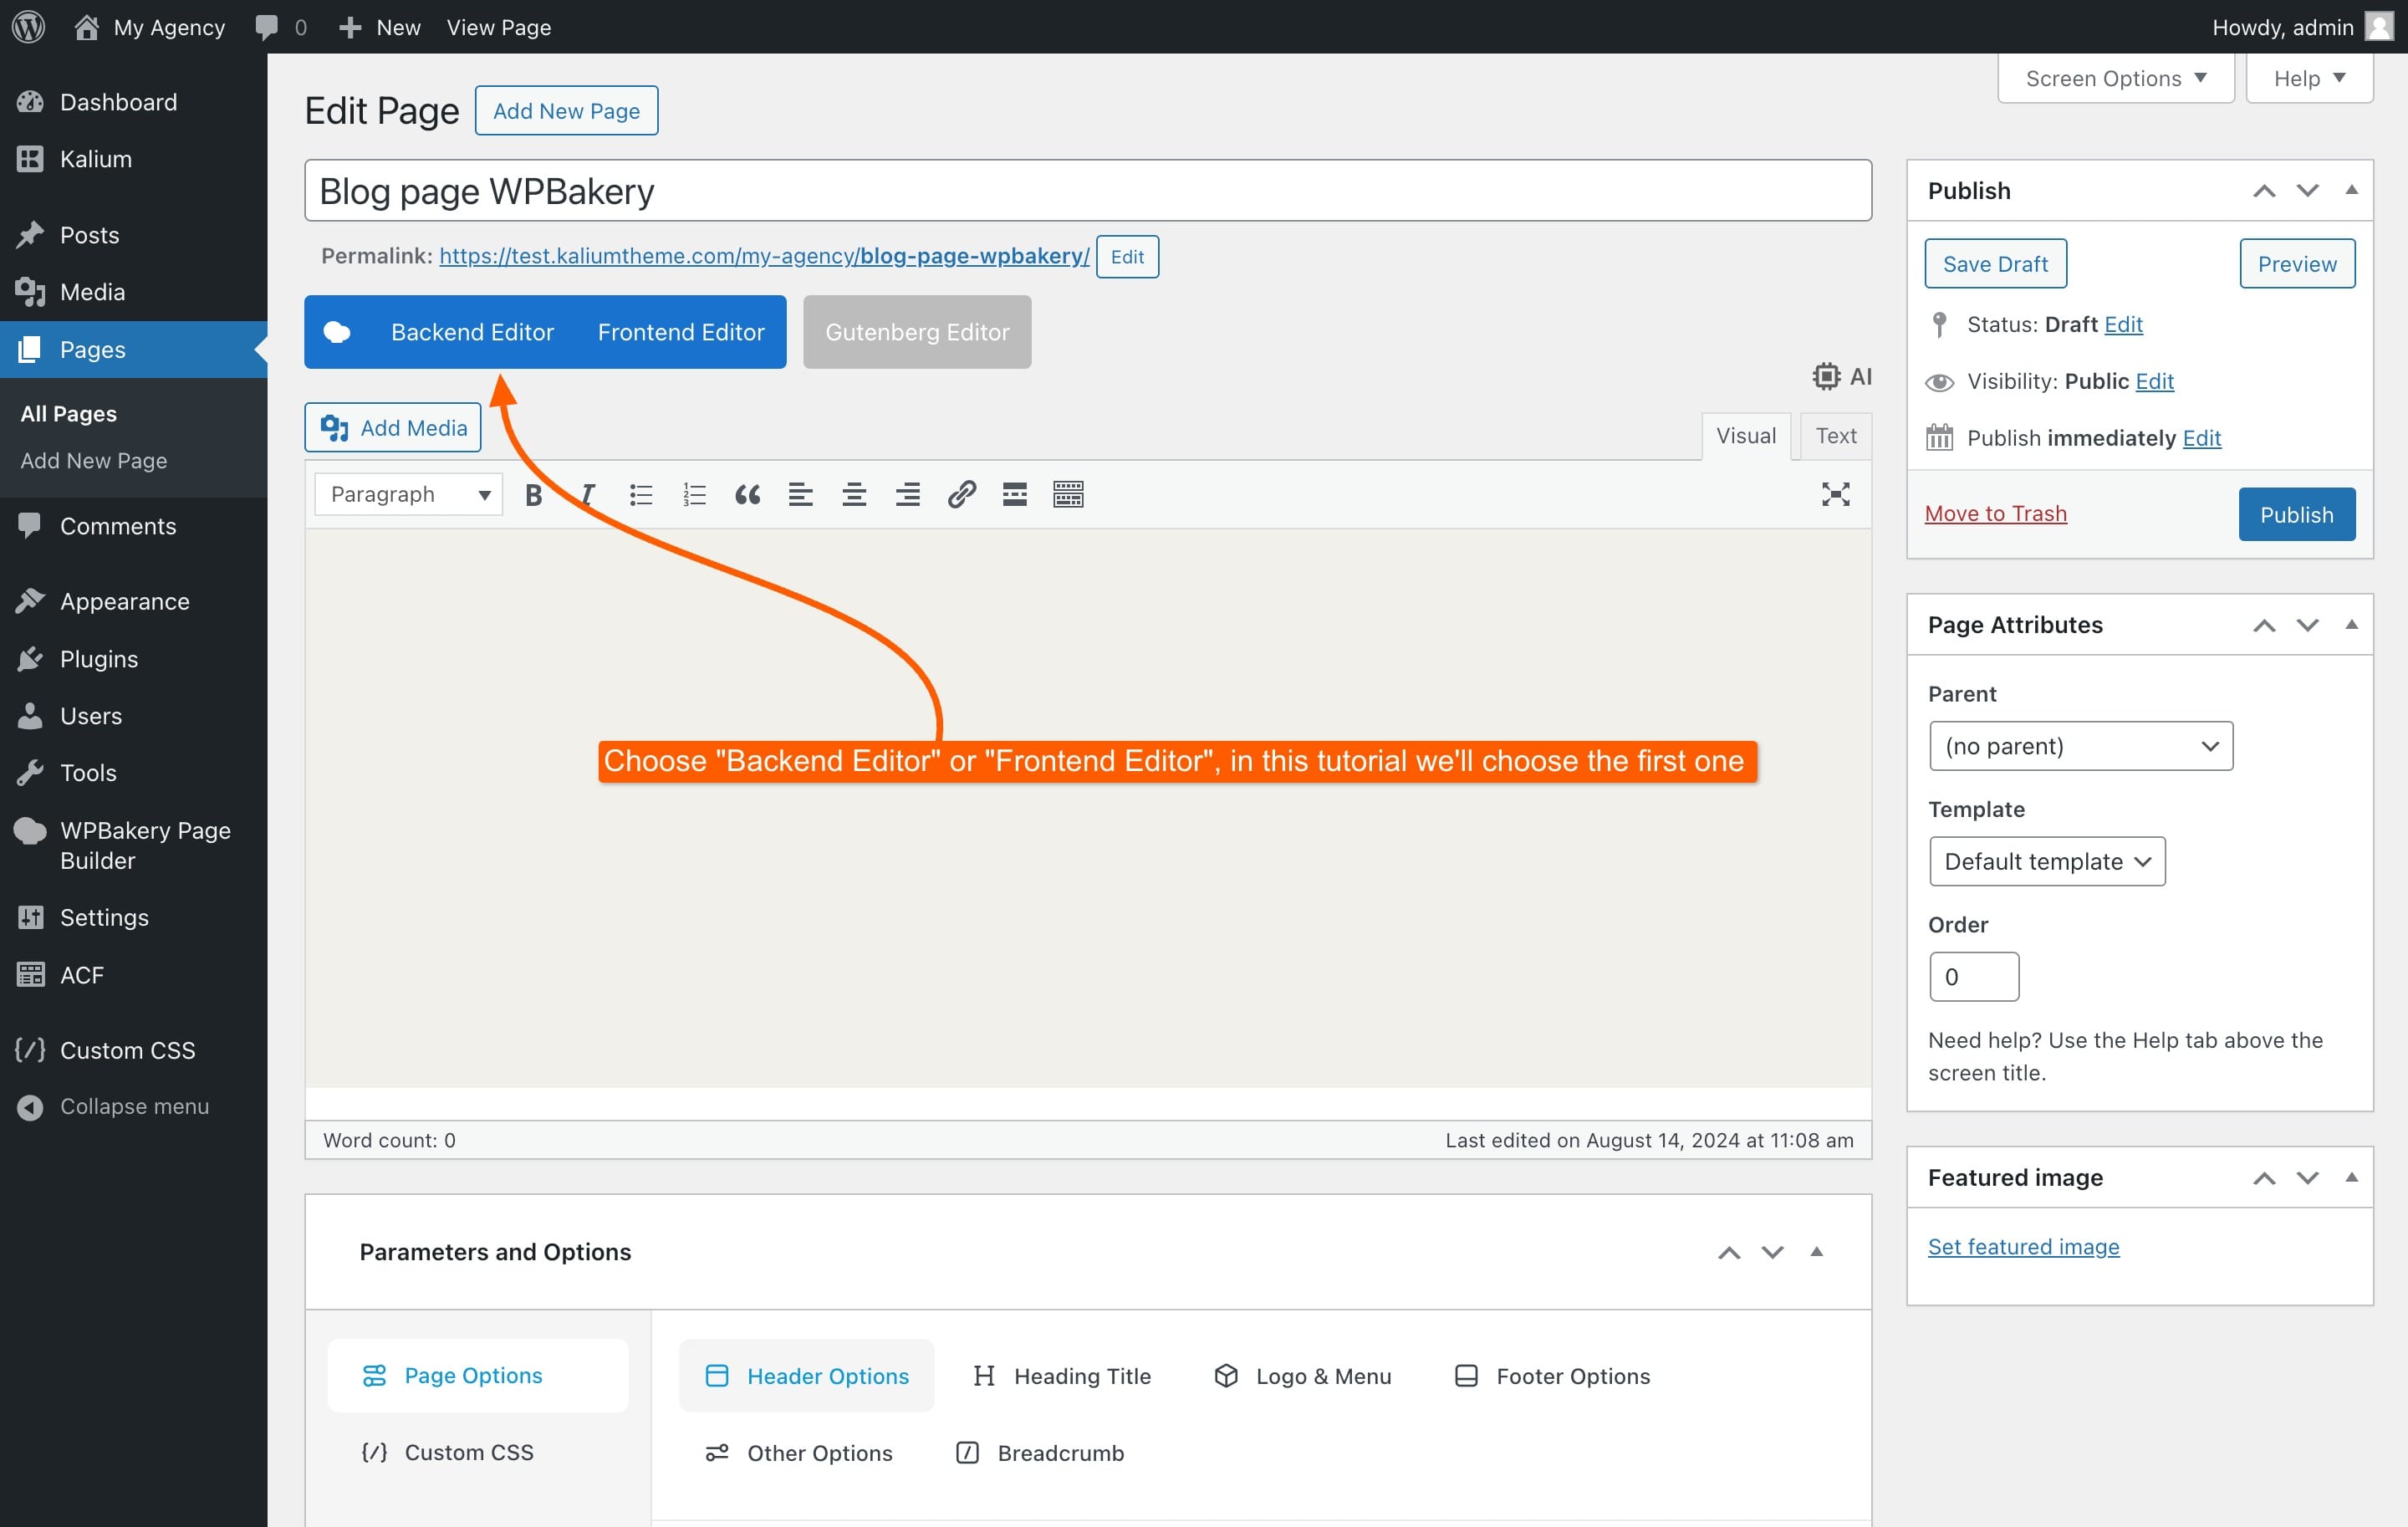 My Agency 0 New View Page Howdy, admin
Screen Options Help
Dashboard
Kalium
Posts
Media
Pages
All Pages
Add New Page
Comments
Appearance
Plugins
Users
Tools
WPBakery Page
Builder
Settings
ACF
{/} Custom CSS
Collapse menu
Edit Page Add New Page
Blog page WPBakery
Permalink: https://test.kaliumtheme.com/my-agency/blog-page-wpbakery/ Edit
Backend Editor Frontend Editor Gutenberg Editor
AI
Add Media Visual Text
Paragraph B I
Choose "Backend Editor" or "Frontend Editor", in this tutorial we'll choose the first one
Word count: 0 Last edited on August 14, 2024 at 11:08 am
Parameters and Options
Page Options
{/} Custom CSS
Header Options H Heading Title Logo & Menu Footer Options
Other Options Breadcrumb
Publish
Save Draft Preview
Status: Draft Edit
Visibility: Public Edit
Publish immediately Edit
Move to Trash Publish
Page Attributes
Parent
(no parent)
Template
Default template
Order
0
Need help? Use the Help tab above the
screen title.
Featured image
Set featured image